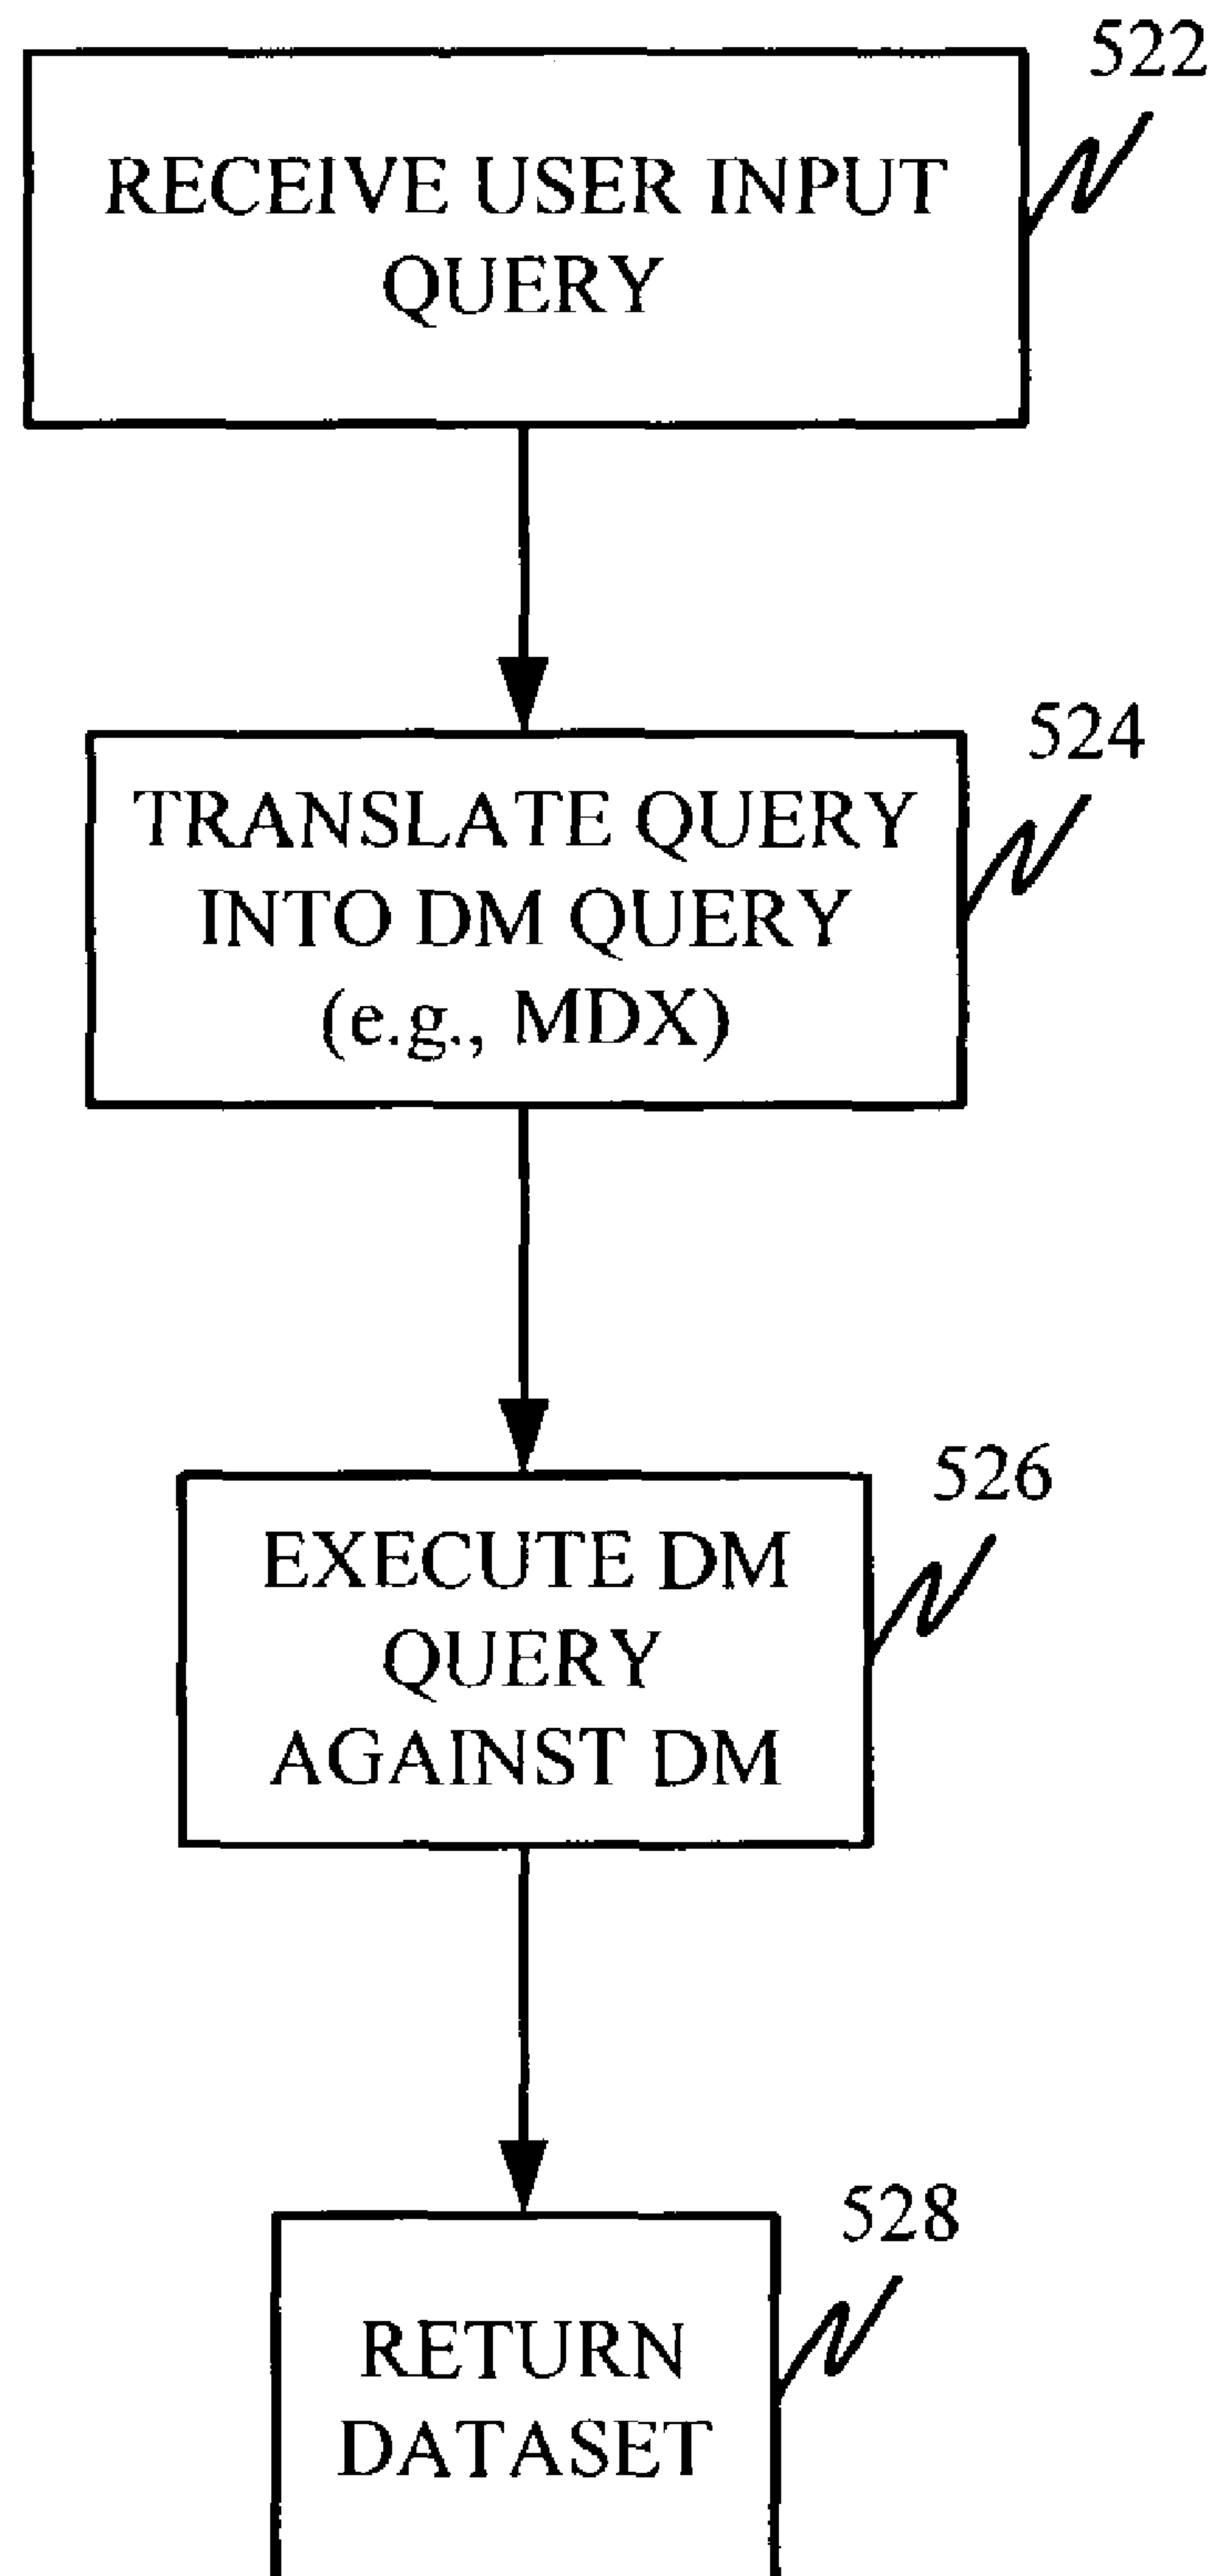 522
RECEIVE USER INPUT
QUERY
524
TRANSLATE QUERY
INTO DM QUERY
(e.g., MDX)
526
EXECUTE DM
QUERY
AGAINST DM
528
RETURN
DATASET